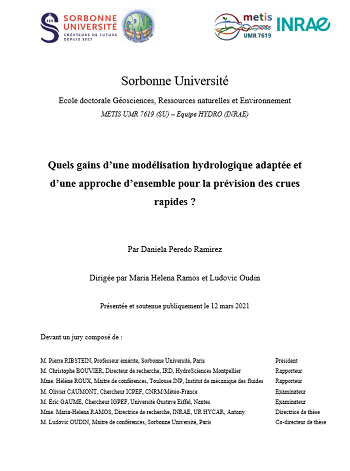 SORBONNE
UNIVERSITÉ
CRÉATEURS DE FUTURS
DEPUIS 1257
metis
UMR 7619
INRAE
Sorbonne Université
Ecole doctorale Géosciences, Ressources naturelles et Environnement
METIS UMR 7619 (SU) – Equipe HYDRO (INRAE)
Quels gains d’une modélisation hydrologique adaptée et
d’une approche d’ensemble pour la prévision des crues
rapides ?
Par Daniela Peredo Ramirez
Dirigée par Maria Helena Ramos et Ludovic Oudin
Présentée et soutenue publiquement le 12 mars 2021
Devant un jury composé de :
M. Pierre RIBSTEIN, Professeur émérite, Sorbonne Université, Paris Président
M. Christophe BOUVIER, Directeur de recherche, IRD, HydroSciences Montpellier Rapporteur
Mme. Hélène ROUX, Maitre de conférences, Toulouse INP, Institut de mécanique des fluides Rapporteur
M. Olivier CAUMONT, Chercheur IGPEF, CNRM/Météo-France Examinateur
M. Eric GAUME, Chercheur IGPEF, Université Gustave Eiffel, Nantes Examinateur
Mme. Maria-Helena RAMOS, Directrice de recherche, INRAE, UR HYCAR, Antony Directrice de thèse
M. Ludovic OUDIN, Maitre de conférences, Sorbonne Université, Paris Co-directeur de thèse